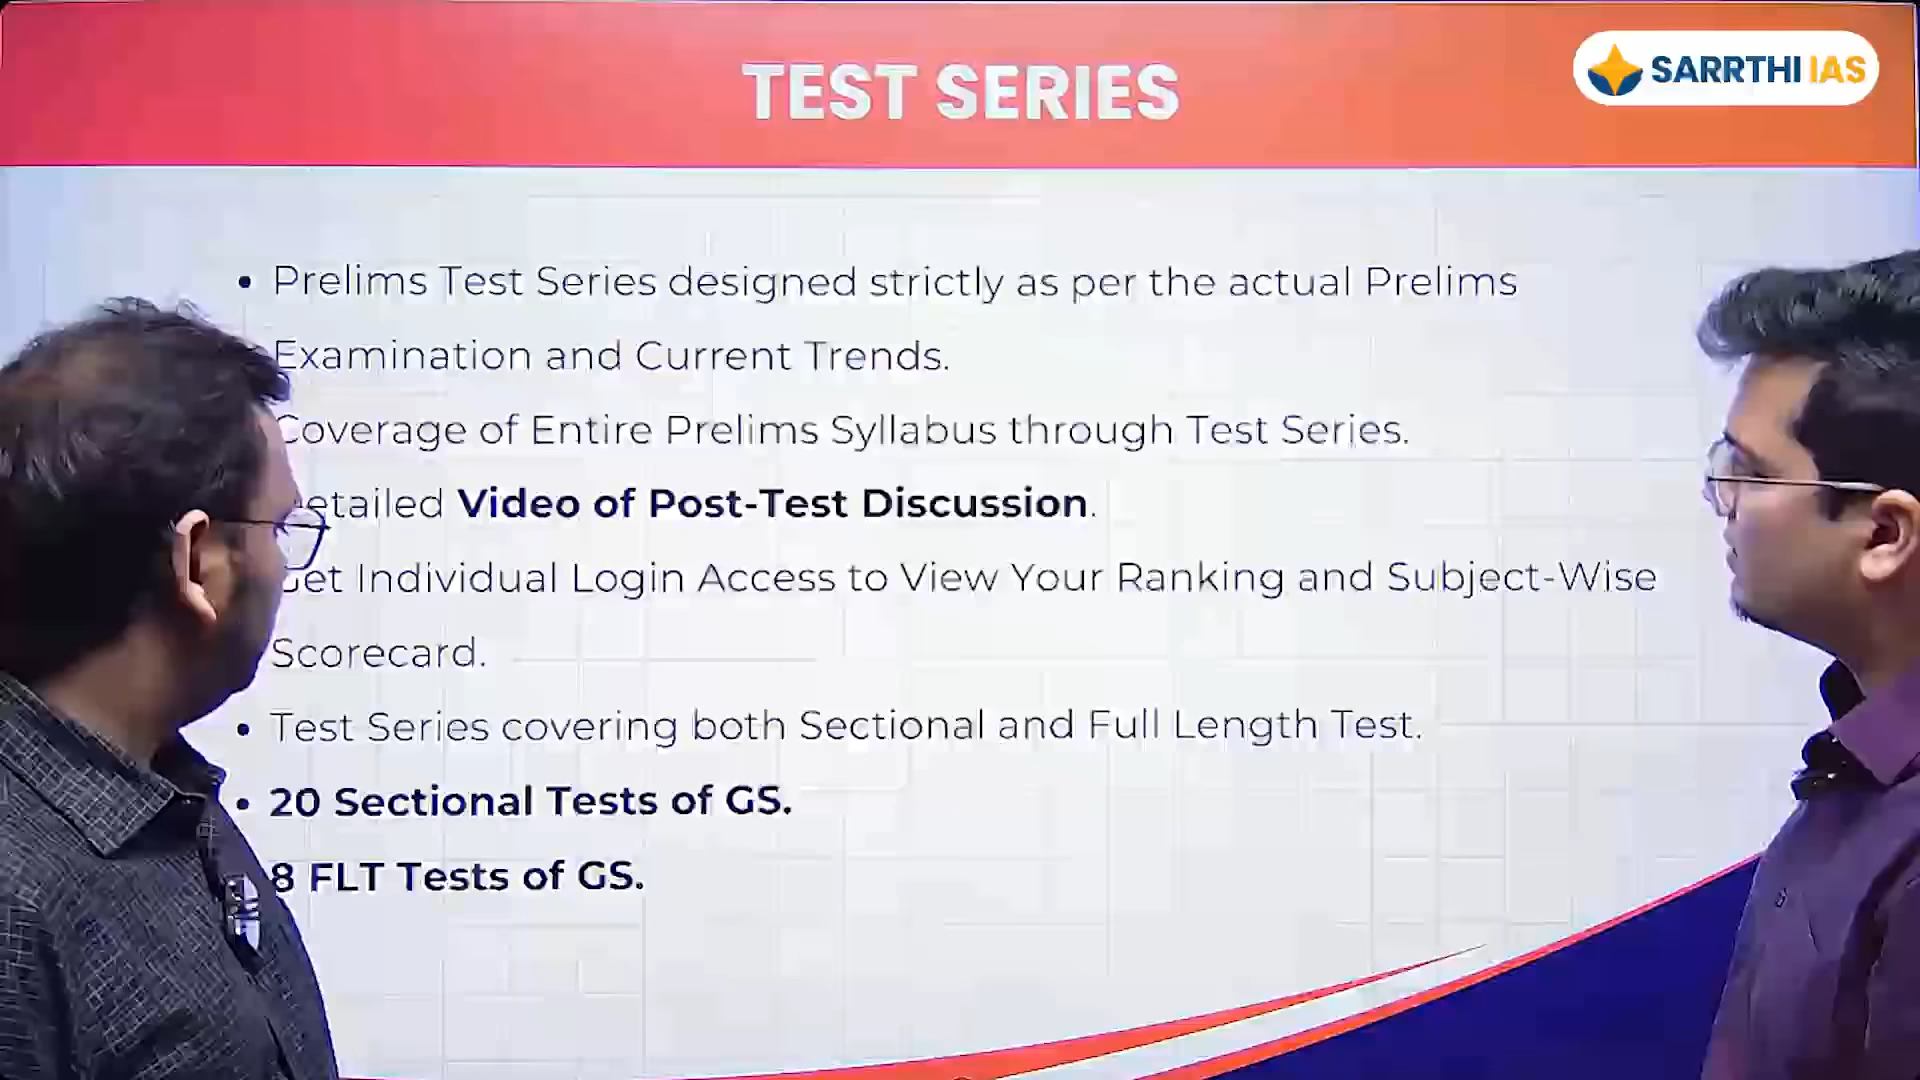 TEST SERIES
SARRTHI IAS
• Prelims Test Series designed strictly as per the actual Prelims
Examination and Current Trends.
Coverage of Entire Prelims Syllabus through Test Series.
Detailed Video of Post-Test Discussion.
Get Individual Login Access to View Your Ranking and Subject-Wise
Scorecard.
• Test Series covering both Sectional and Full Length Test.
• 20 Sectional Tests of GS.
8 FLT Tests of GS.